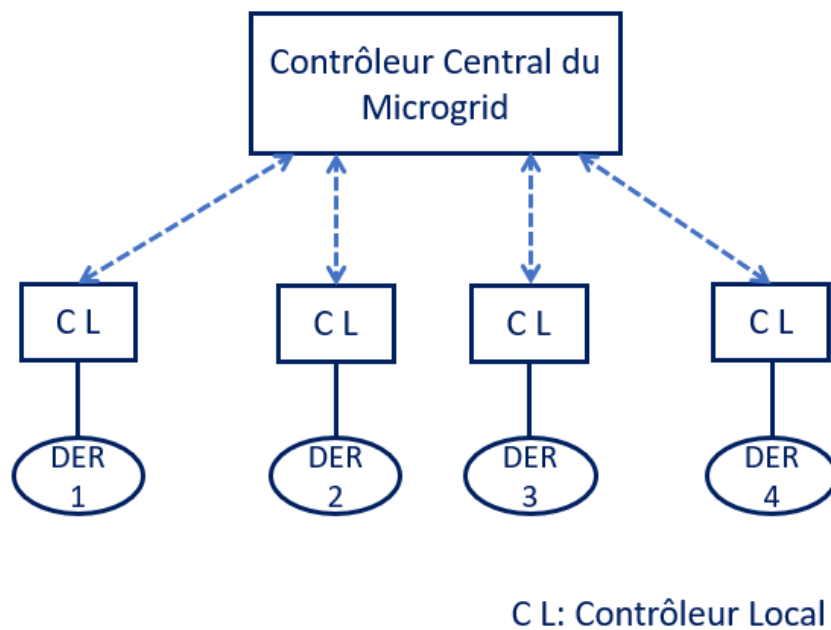 Contrôleur Central du
Microgrid
C L
C L
C L
C L
DER
1
DER
2
DER
3
DER
4
C L: Contrôleur Local